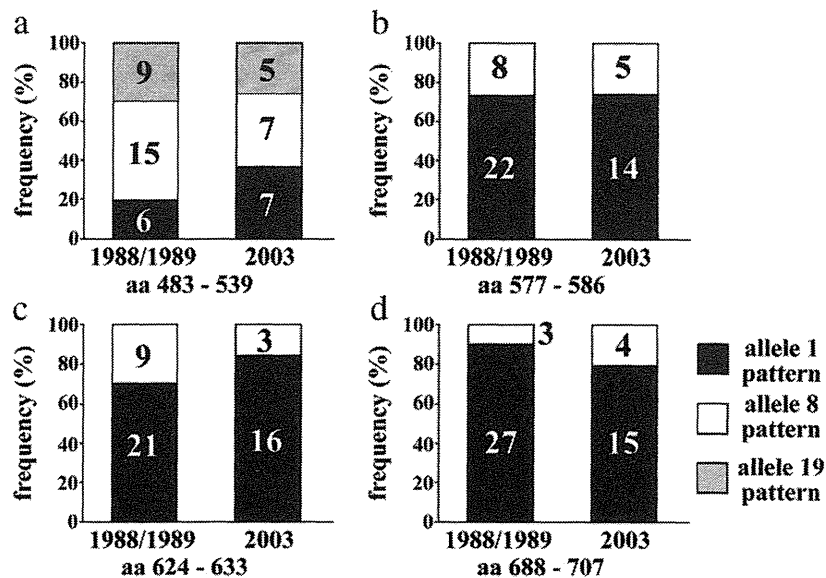 a
frequency (%)
100
80
60
40
20
0
9
15
6
5
7
7
1988/1989 2003
aa 483 - 539
b
frequency (%)
100
80
60
40
20
0
8
22
5
14
1988/1989 2003
aa 577 - 586
c
frequency (%)
100
80
60
40
20
0
9
21
3
16
1988/1989 2003
aa 624 - 633
d
frequency (%)
100
80
60
40
20
0
3
27
4
15
1988/1989 2003
aa 688 - 707
allele 1
pattern
allele 8
pattern
allele 19
pattern